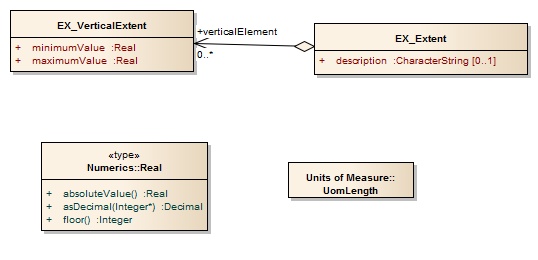 EX_VerticalExtent
+ minimumValue :Real
+ maximumValue :Real
+verticalElement
0..*
EX_Extent
+ description :CharacterString [0..1]
«type»
Numerics::Real
+ absoluteValue() :Real
+ asDecimal(Integer*) :Decimal
+ floor() :Integer
Units of Measure::
UomLength